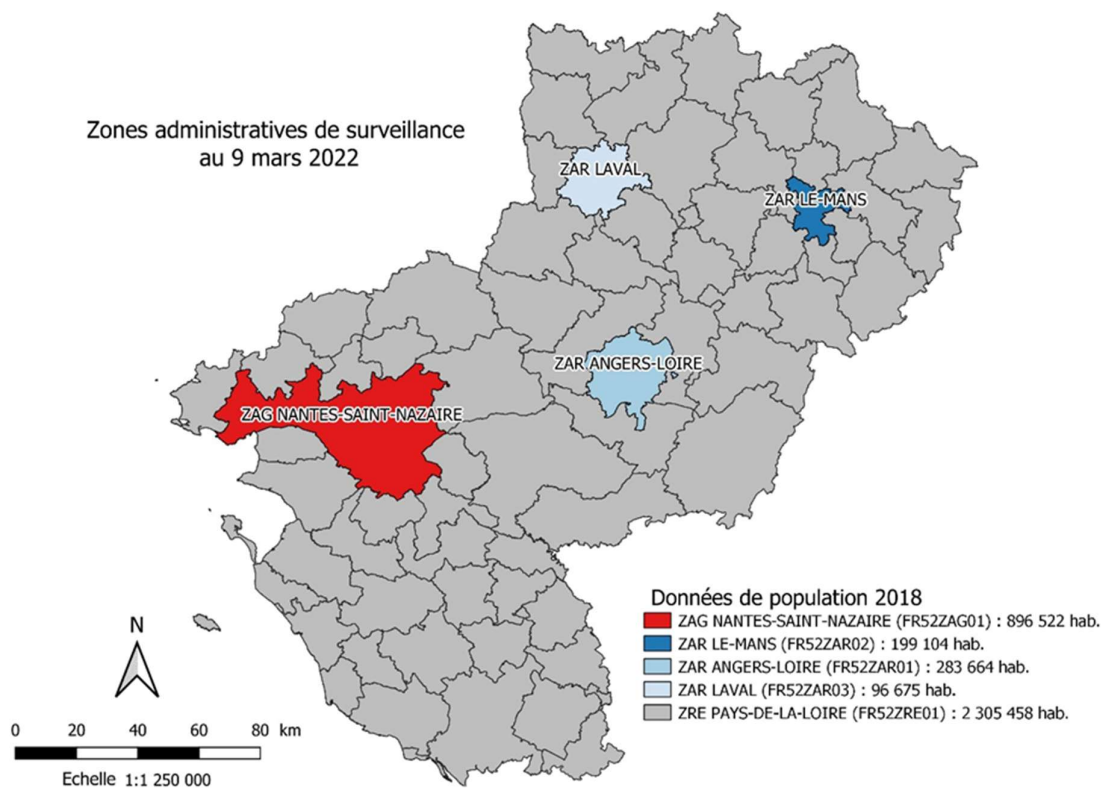 Zones administratives de surveillance
au 9 mars 2022
ZAR LAVAL
ZAR LE-MANS
ZAR ANGERS-LOIRE
ZAG NANTES-SAINT-NAZAIRE
Données de population 2018
ZAG NANTES-SAINT-NAZAIRE (FR52ZAG01) : 896 522 hab.
ZAR LE-MANS (FR52ZAR02) : 199 104 hab.
ZAR ANGERS-LOIRE (FR52ZAR01) : 283 664 hab.
ZAR LAVAL (FR52ZAR03) : 96 675 hab.
ZRE PAYS-DE-LA-LOIRE (FR52ZRE01) : 2 305 458 hab.
N
0 20 40 60 80 km
Echelle 1:1 250 000